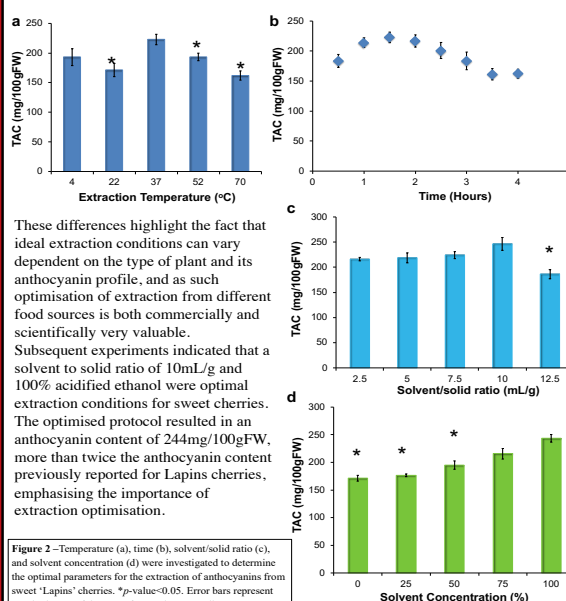 a
TAC (mg/100gFW)
250
200
150
100
50
0
* * *
4 22 37 52 70
Extraction Temperature (ºC)
b
TAC (mg/100gFW)
250
200
150
100
50
0
0 1 2 3 4
Time (Hours)
These differences highlight the fact that
ideal extraction conditions can vary
dependent on the type of plant and its
anthocyanin profile, and as such
optimisation of extraction from different
food sources is both commercially and
scientifically very valuable.
Subsequent experiments indicated that a
solvent to solid ratio of 10mL/g and
100% acidified ethanol were optimal
extraction conditions for sweet cherries.
The optimised protocol resulted in an
anthocyanin content of 244mg/100gFW,
more than twice the anthocyanin content
previously reported for Lapins cherries,
emphasising the importance of
extraction optimisation.
c
TAC (mg/100gFW)
300
250
200
150
100
50
0
*
2.5 5 7.5 10 12.5
Solvent/solid ratio (mL/g)
d
TAC (mg/100gFW)
300
250
200
150
100
50
0
* * *
0 25 50 75 100
Solvent Concentration (%)
Figure 2 –Temperature (a), time (b), solvent/solid ratio (c),
and solvent concentration (d) were investigated to determine
the optimal parameters for the extraction of anthocyanins from
sweet ‘Lapins’ cherries. *p-value<0.05. Error bars represent